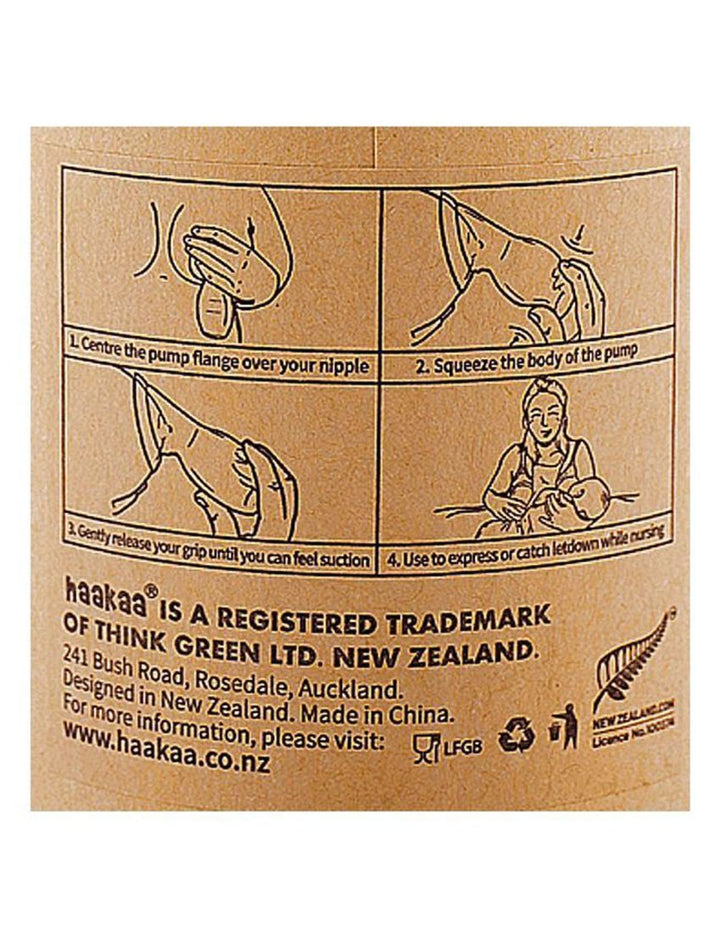 1. Centre the pump flange over your nipple
2. Squeeze the body of the pump
3. Gently release your grip until you can feel suction
4. Use to express or catch letdown while nursing
haakaa® IS A REGISTERED TRADEMARK
OF THINK GREEN LTD. NEW ZEALAND.
241 Bush Road, Rosedale, Auckland.
Designed in New Zealand. Made in China.
For more information, please visit:
www.haakaa.co.nz
LFGB
NEW ZEALAND.COM
Licence No.